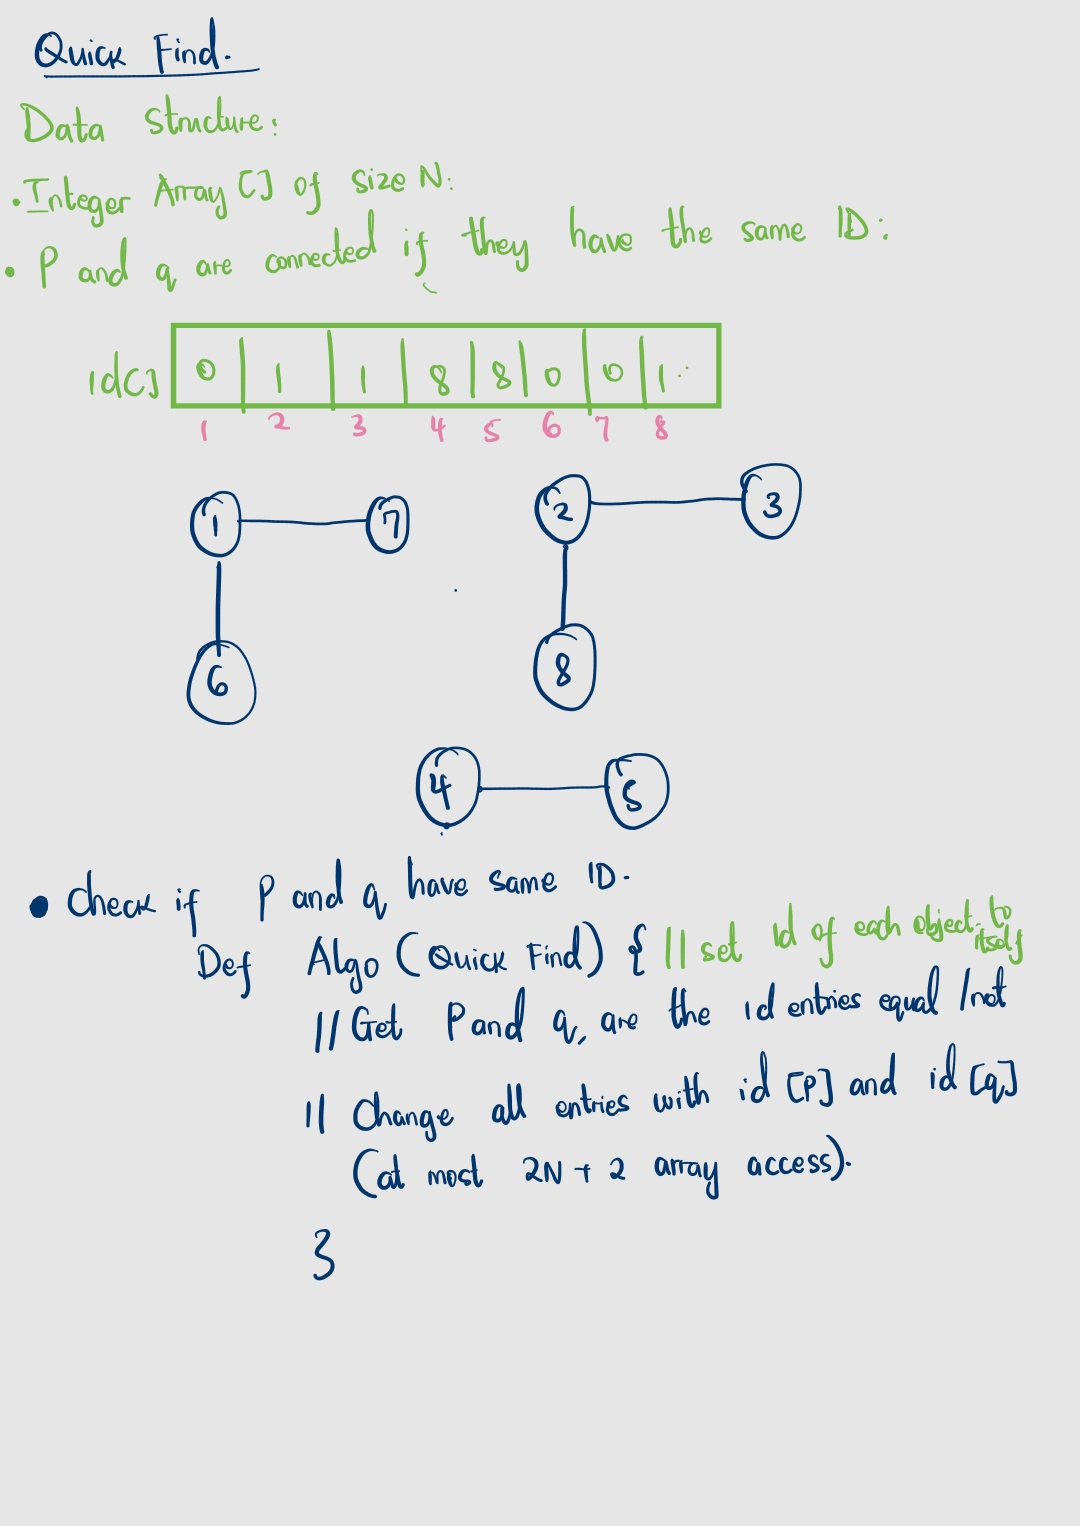 Quick Find.
Data Structure:
• Integer Array [] of size N:
• P and q are connected if they have the same ID:
id[] 0 | 1 | 1 | 8 | 8 | 0 | 0 | 1
1 2 3 4 5 6 7 8
1 7 2 3
6 8
4 5
• Check if P and q have same ID.
Def Algo (Quick Find) { // set id of each object to itself
// Get P and q, are the id entries equal /not
// Change all entries with id [P] and id [q]
(at most 2N + 2 array access).
}